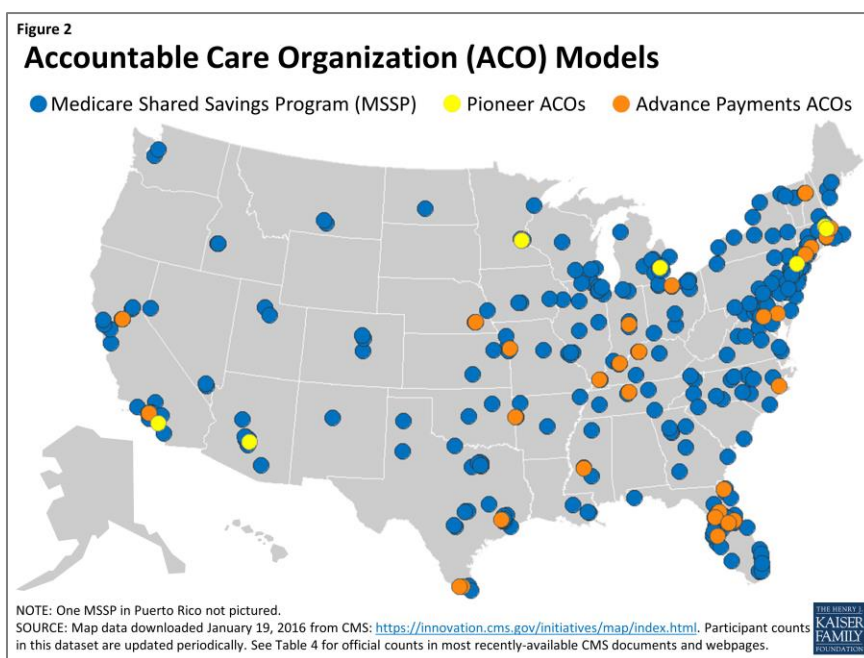 Figure 2
Accountable Care Organization (ACO) Models
Medicare Shared Savings Program (MSSP) Pioneer ACOs Advance Payments ACOs
NOTE: One MSSP in Puerto Rico not pictured.
SOURCE: Map data downloaded January 19, 2016 from CMS: https://innovation.cms.gov/initiatives/map/index.html. Participant counts
in this dataset are updated periodically. See Table 4 for official counts in most recently-available CMS documents and webpages.
THE HENRY J.
KAISER
FAMILY
FOUNDATION